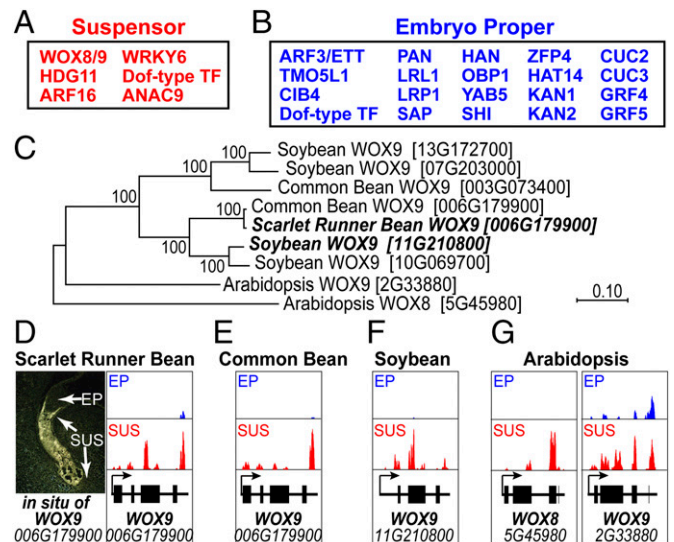 A Suspensor
WOX8/9 WRKY6
HDG11 Dof-type TF
ARF16 ANAC9
B Embryo Proper
ARF3/ETT PAN HAN ZFP4 CUC2
TMO5L1 LRL1 OBP1 HAT14 CUC3
CIB4 LRP1 YAB5 KAN1 GRF4
Dof-type TF SAP SHI KAN2 GRF5
C
100 Soybean WOX9 [13G172700]
100 Soybean WOX9 [07G203000]
Common Bean WOX9 [003G073400]
100 Common Bean WOX9 [006G179900]
100 Scarlet Runner Bean WOX9 [006G179900]
100 Soybean WOX9 [11G210800]
100 Soybean WOX9 [10G069700]
Arabidopsis WOX9 [2G33880]
Arabidopsis WOX8 [5G45980]
0.10
D E F G
Scarlet Runner Bean Common Bean Soybean Arabidopsis
EP EP EP EP EP EP
SUS SUS SUS SUS SUS SUS
in situ of
WOX9 WOX9 WOX9 WOX9 WOX8 WOX9
006G179900 006G179900 006G179900 11G210800 5G45980 2G33880